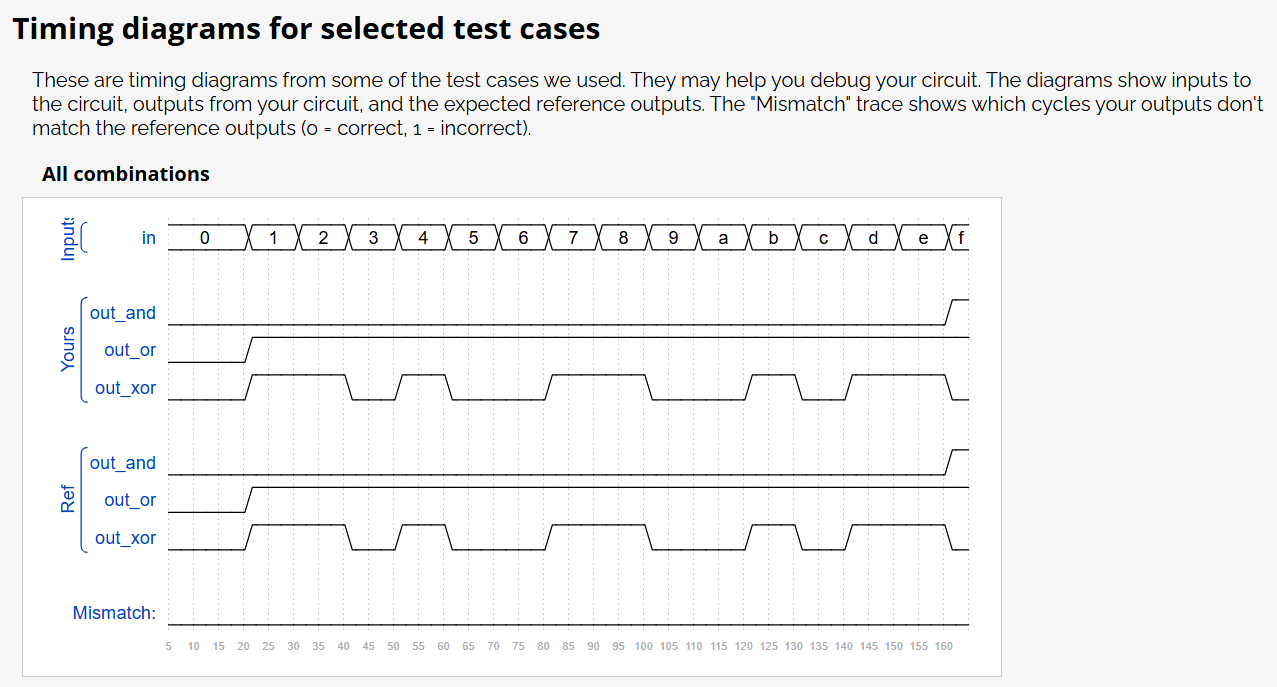 Timing diagrams for selected test cases
These are timing diagrams from some of the test cases we used. They may help you debug your circuit. The diagrams show inputs to
the circuit, outputs from your circuit, and the expected reference outputs. The "Mismatch" trace shows which cycles your outputs don't
match the reference outputs (0 = correct, 1 = incorrect).
All combinations
Inputs
in 0 1 2 3 4 5 6 7 8 9 a b c d e f
Yours
out_and
out_or
out_xor
Ref
out_and
out_or
out_xor
Mismatch:
5 10 15 20 25 30 35 40 45 50 55 60 65 70 75 80 85 90 95 100 105 110 115 120 125 130 135 140 145 150 155 160